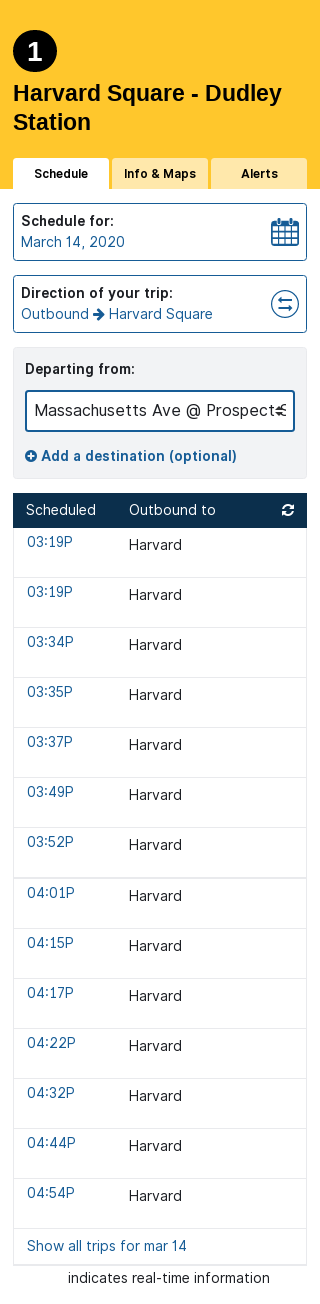 1
Harvard Square - Dudley
Station
Schedule Info & Maps Alerts
Schedule for:
March 14, 2020
Direction of your trip:
Outbound Harvard Square
Departing from:
Massachusetts Ave @ Prospect
Add a destination (optional)
Scheduled Outbound to
03:19P Harvard
03:19P Harvard
03:34P Harvard
03:35P Harvard
03:37P Harvard
03:49P Harvard
03:52P Harvard
04:01P Harvard
04:15P Harvard
04:17P Harvard
04:22P Harvard
04:32P Harvard
04:44P Harvard
04:54P Harvard
Show all trips for mar 14
indicates real-time information